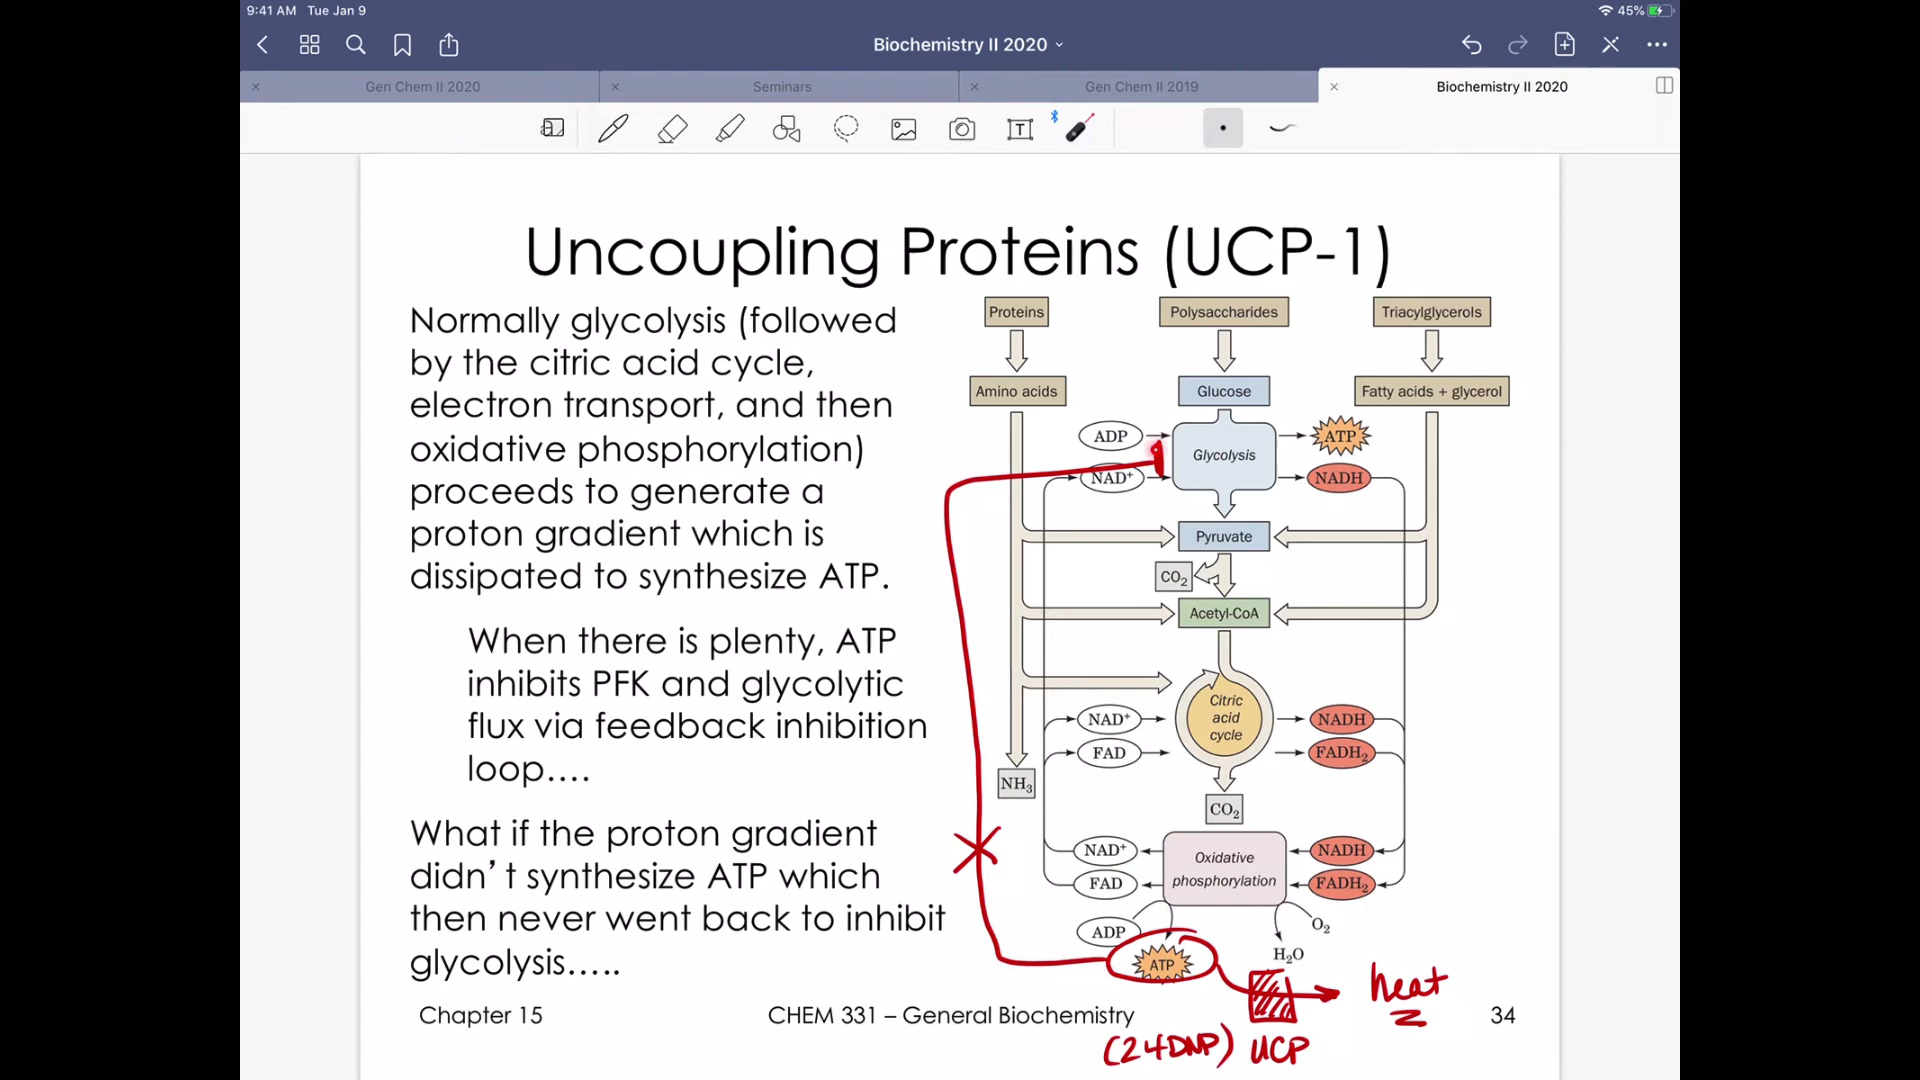 9:41 AM Tue Jan 9
45%
Biochemistry II 2020
Gen Chem II 2020
Seminars
Gen Chem II 2019
Biochemistry II 2020
T
Uncoupling Proteins (UCP-1)
Normally glycolysis (followed
by the citric acid cycle,
electron transport, and then
oxidative phosphorylation)
proceeds to generate a
proton gradient which is
dissipated to synthesize ATP.
When there is plenty, ATP
inhibits PFK and glycolytic
flux via feedback inhibition
loop….
What if the proton gradient
didn’t synthesize ATP which
then never went back to inhibit
glycolysis…..
Proteins
Polysaccharides
Triacylglycerols
Amino acids
Glucose
Fatty acids + glycerol
ADP
Glycolysis
ATP
NAD⁺
NADH
Pyruvate
CO₂
Acetyl-CoA
Citric
acid
cycle
NAD⁺
NADH
FAD
FADH₂
NH₃
CO₂
NAD⁺
Oxidative
phosphorylation
NADH
FAD
FADH₂
ADP
O₂
ATP
H₂O
heat
(24DNP) UCP
Chapter 15
CHEM 331 – General Biochemistry
34